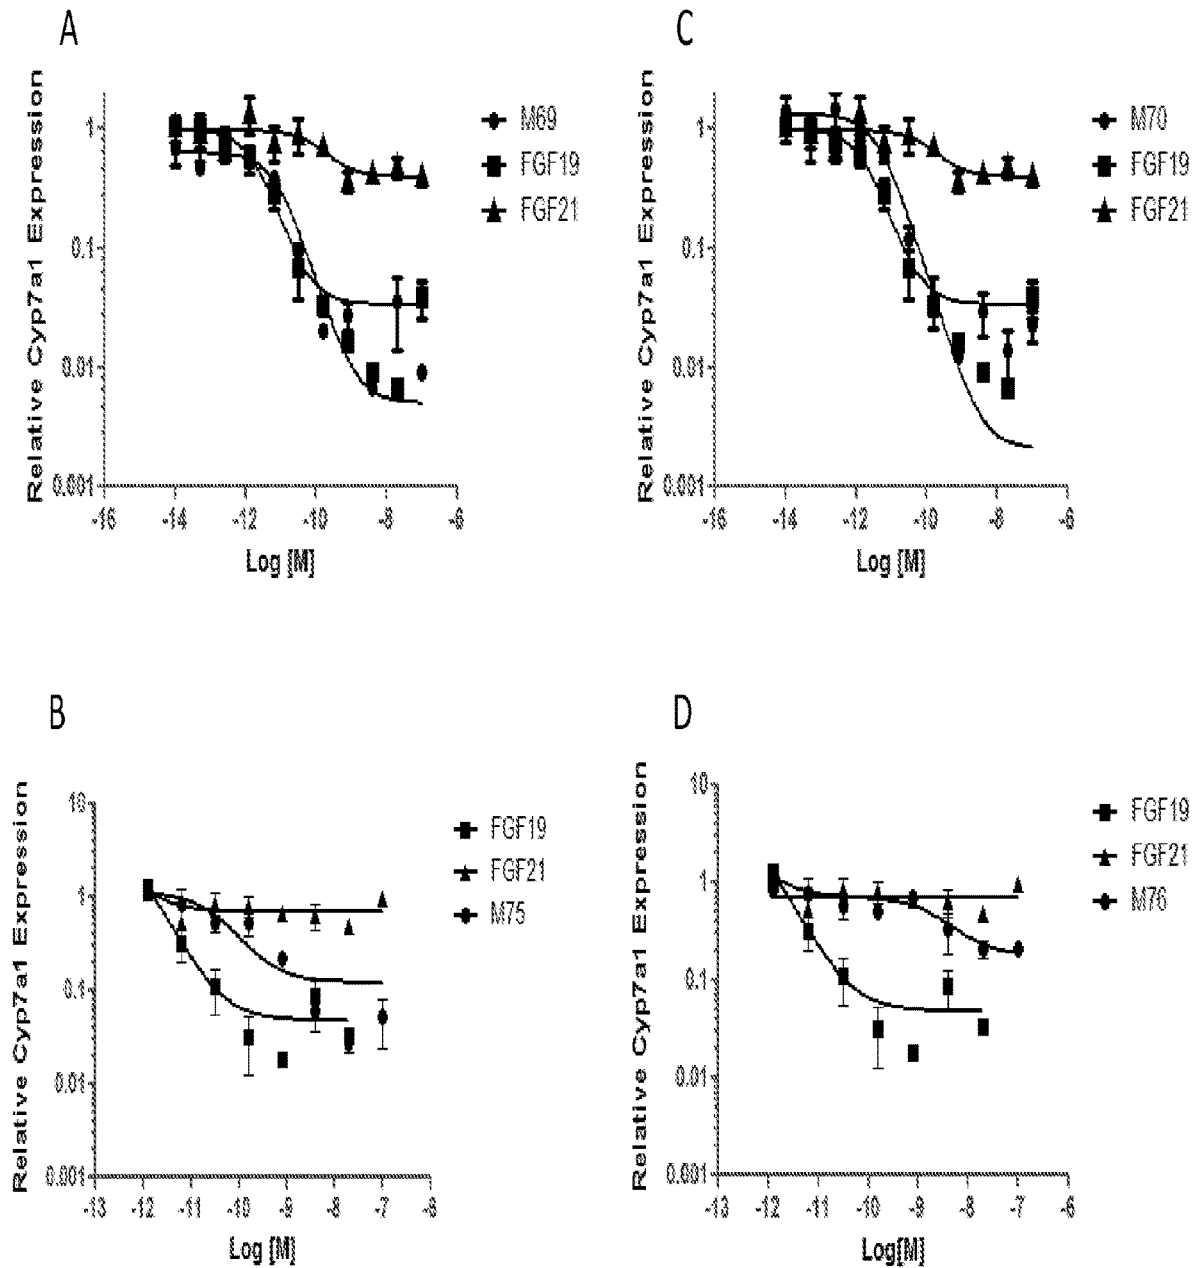 A
Relative Cyp7a1 Expression
1
0.1
0.01
0.001
-16 -14 -12 -10 -8 -6
Log [M]
M69
FGF19
FGF21
C
Relative Cyp7a1 Expression
1
0.1
0.01
0.001
-16 -14 -12 -10 -8 -6
Log [M]
M70
FGF19
FGF21
B
Relative Cyp7a1 Expression
10
1
0.1
0.01
0.001
-13 -12 -11 -10 -9 -8 -7 -6
Log [M]
FGF19
FGF21
M75
D
Relative Cyp7a1 Expression
10
1
0.1
0.01
0.001
-13 -12 -11 -10 -9 -8 -7 -6
Log[M]
FGF19
FGF21
M76